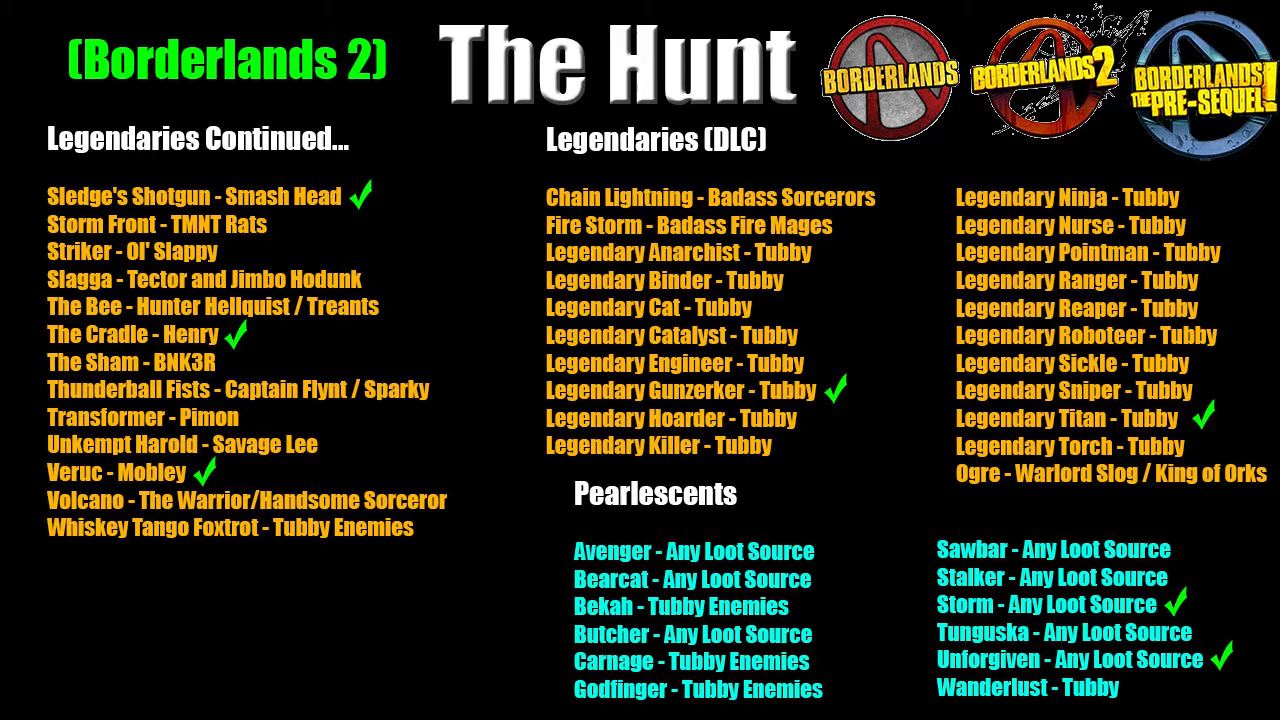 (Borderlands 2)
The Hunt
BORDERLANDS
BORDERLANDS 2
BORDERLANDS
THE PRE-SEQUEL!
Legendaries Continued...
Sledge's Shotgun - Smash Head
Storm Front - TMNT Rats
Striker - Ol' Slappy
Slagga - Tector and Jimbo Hodunk
The Bee - Hunter Hellquist / Treants
The Cradle - Henry
The Sham - BNK3R
Thunderball Fists - Captain Flynt / Sparky
Transformer - Pimon
Unkempt Harold - Savage Lee
Veruc - Mobley
Volcano - The Warrior/Handsome Sorceror
Whiskey Tango Foxtrot - Tubby Enemies
Legendaries (DLC)
Chain Lightning - Badass Sorcerors
Fire Storm - Badass Fire Mages
Legendary Anarchist - Tubby
Legendary Binder - Tubby
Legendary Cat - Tubby
Legendary Catalyst - Tubby
Legendary Engineer - Tubby
Legendary Gunzerker - Tubby
Legendary Hoarder - Tubby
Legendary Killer - Tubby
Legendary Ninja - Tubby
Legendary Nurse - Tubby
Legendary Pointman - Tubby
Legendary Ranger - Tubby
Legendary Reaper - Tubby
Legendary Roboteer - Tubby
Legendary Sickle - Tubby
Legendary Sniper - Tubby
Legendary Titan - Tubby
Legendary Torch - Tubby
Ogre - Warlord Slog / King of Orks
Pearlescents
Avenger - Any Loot Source
Bearcat - Any Loot Source
Bekah - Tubby Enemies
Butcher - Any Loot Source
Carnage - Tubby Enemies
Godfinger - Tubby Enemies
Sawbar - Any Loot Source
Stalker - Any Loot Source
Storm - Any Loot Source
Tunguska - Any Loot Source
Unforgiven - Any Loot Source
Wanderlust - Tubby